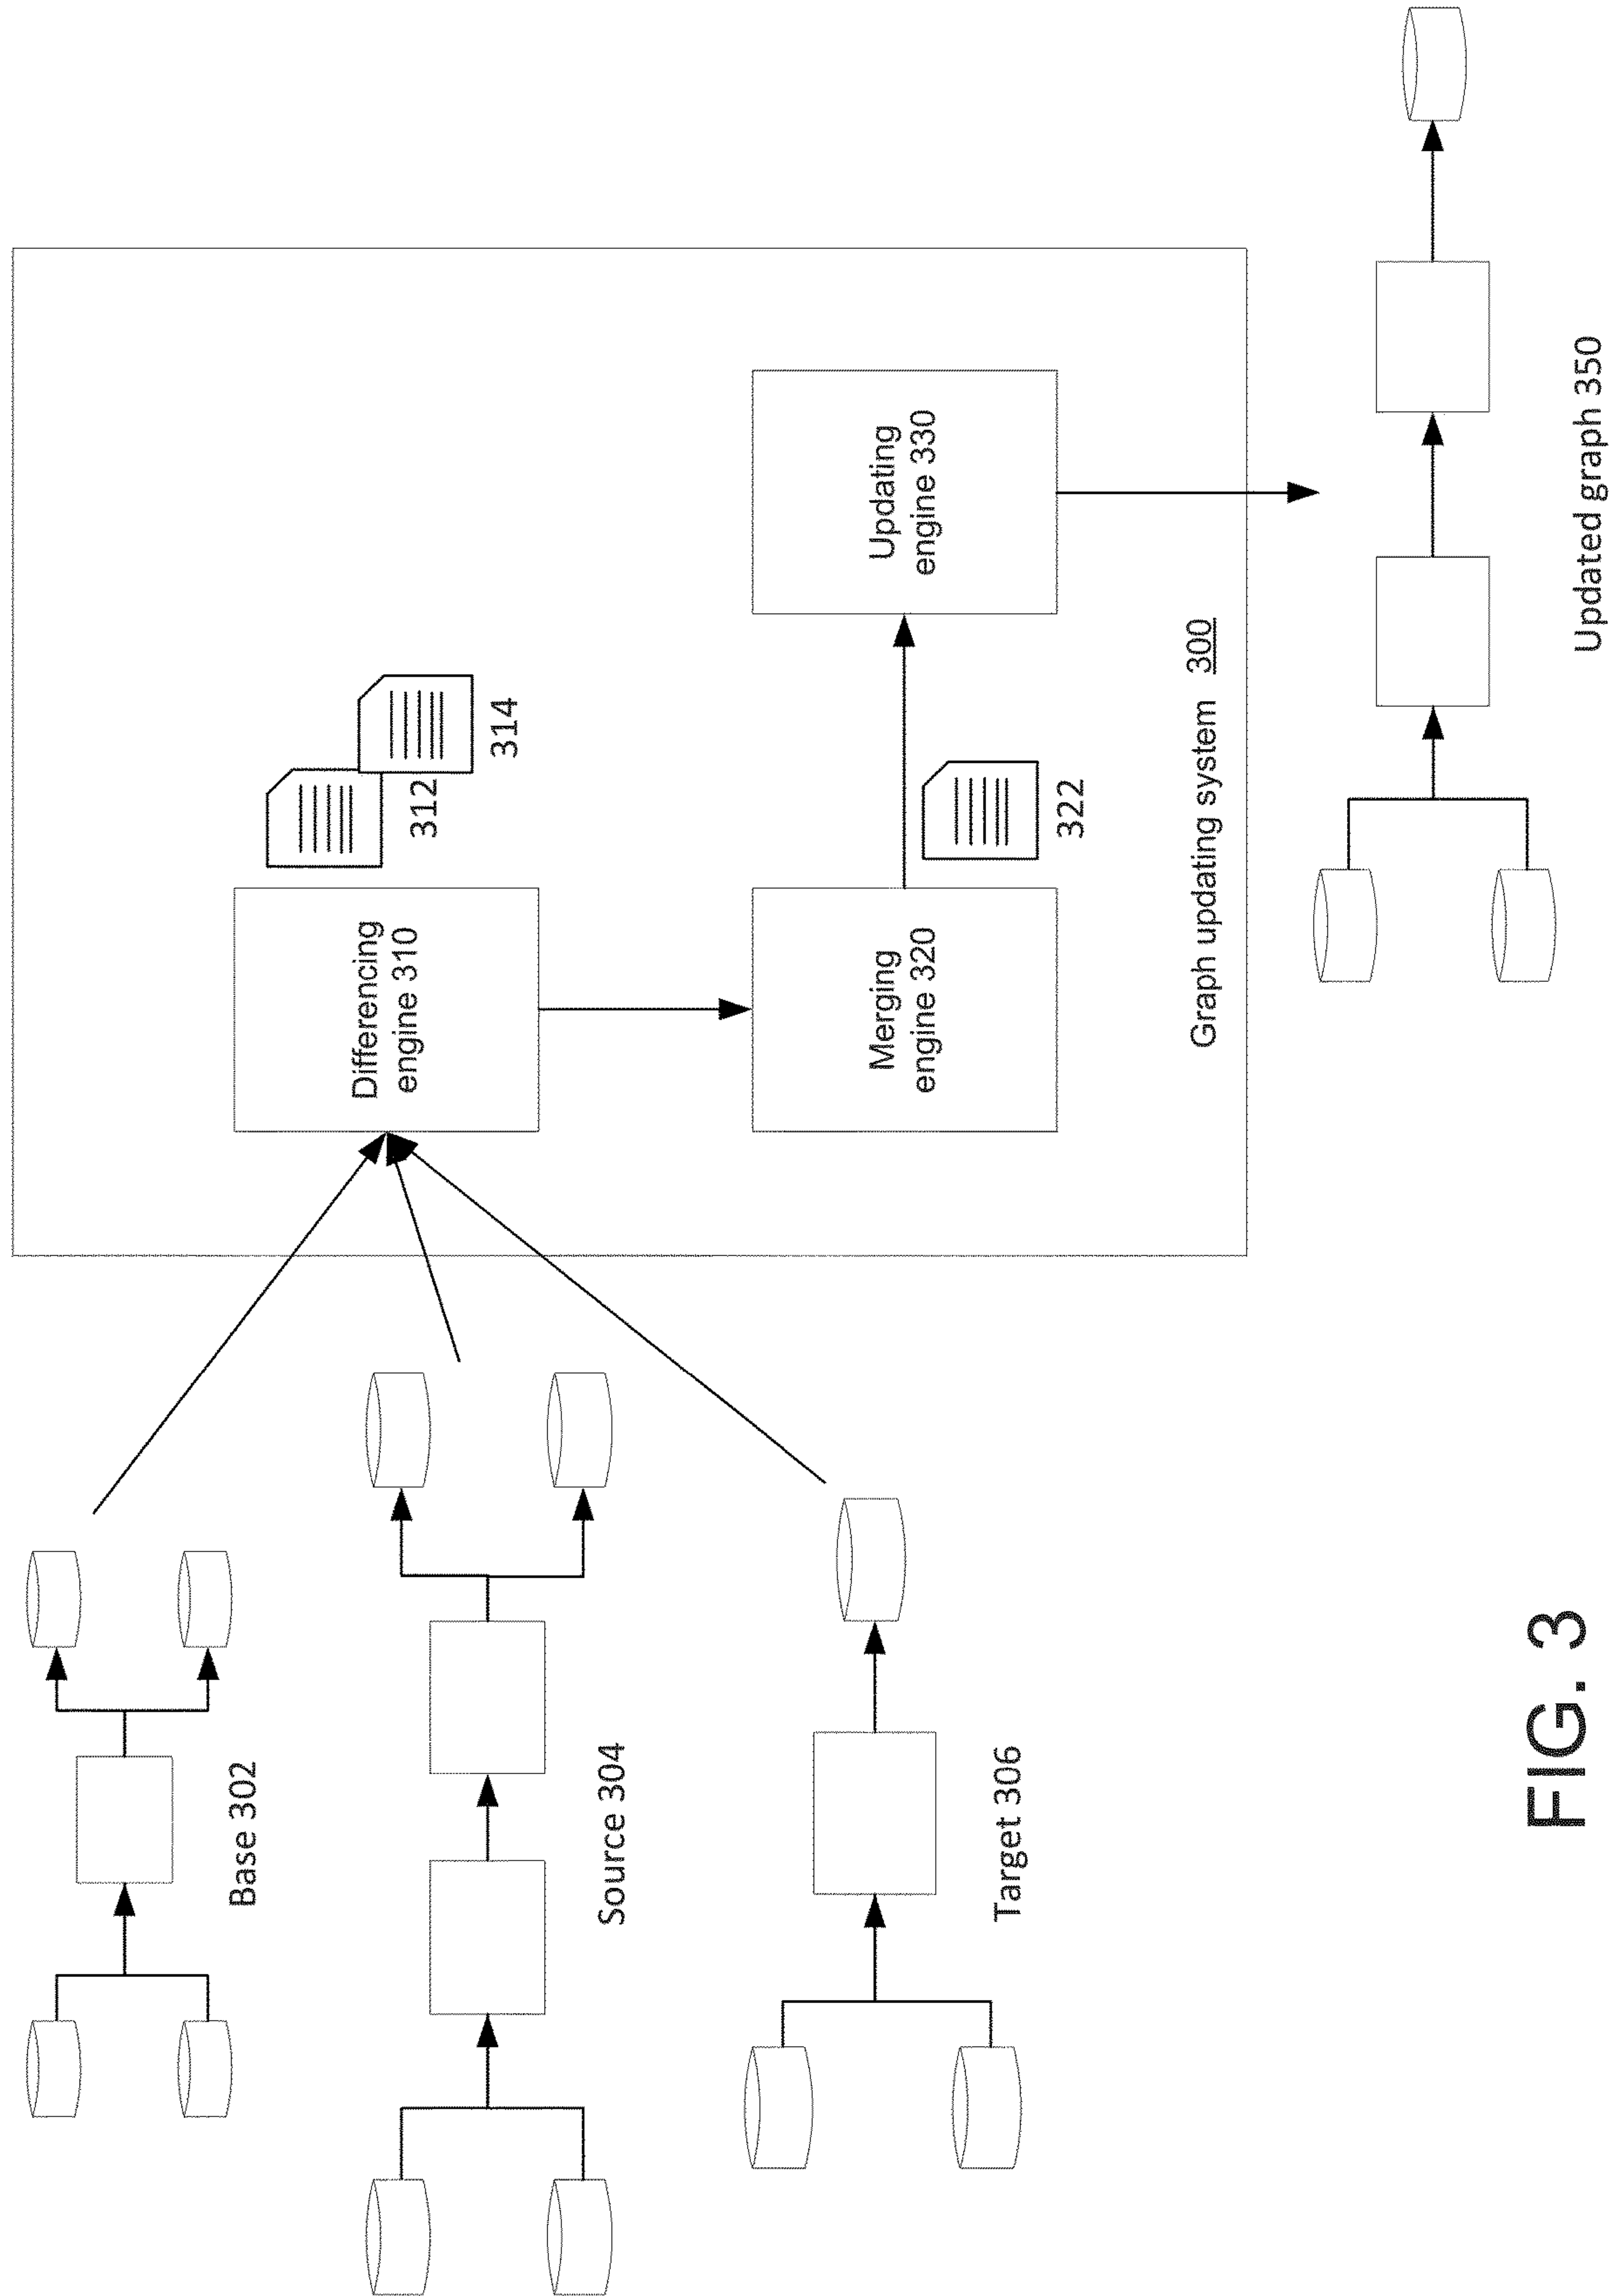 Base 302
Source 304
Target 306
Differencing
engine 310
312
314
Merging
engine 320
322
Updating
engine 330
Graph updating system 300
Updated graph 350
FIG. 3